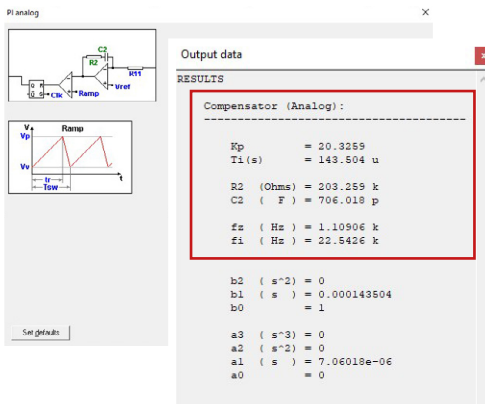 PI analog
C2
R2
R11
Vref
Ramp
Clk
V
Ramp
Vp
Vv
tr
Tsw
t
Set defaults
Output data
RESULTS
Compensator (Analog):
----------------------------------------
Kp = 20.3259
Ti(s) = 143.504 u
R2 (Ohms) = 203.259 k
C2 ( F ) = 706.018 p
fz ( Hz ) = 1.10906 k
fi ( Hz ) = 22.5426 k
b2 ( s^2) = 0
b1 ( s ) = 0.000143504
b0 = 1
a3 ( s^3) = 0
a2 ( s^2) = 0
a1 ( s ) = 7.06018e-06
a0 = 0